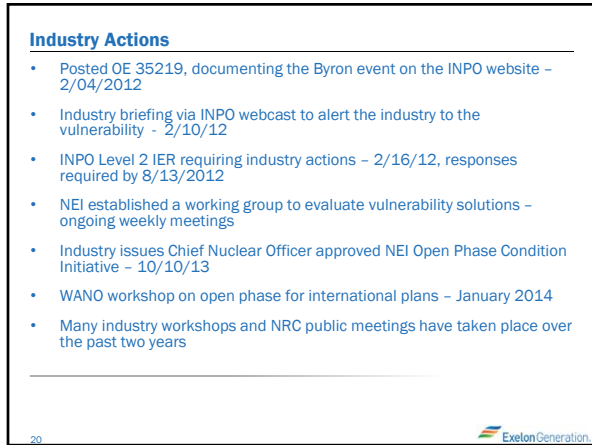 Industry Actions
• Posted OE 35219, documenting the Byron event on the INPO website –
2/04/2012
• Industry briefing via INPO webcast to alert the industry to the
vulnerability - 2/10/12
• INPO Level 2 IER requiring industry actions – 2/16/12, responses
required by 8/13/2012
• NEI established a working group to evaluate vulnerability solutions –
ongoing weekly meetings
• Industry issues Chief Nuclear Officer approved NEI Open Phase Condition
Initiative – 10/10/13
• WANO workshop on open phase for international plans – January 2014
• Many industry workshops and NRC public meetings have taken place over
the past two years
20
Exelon Generation.